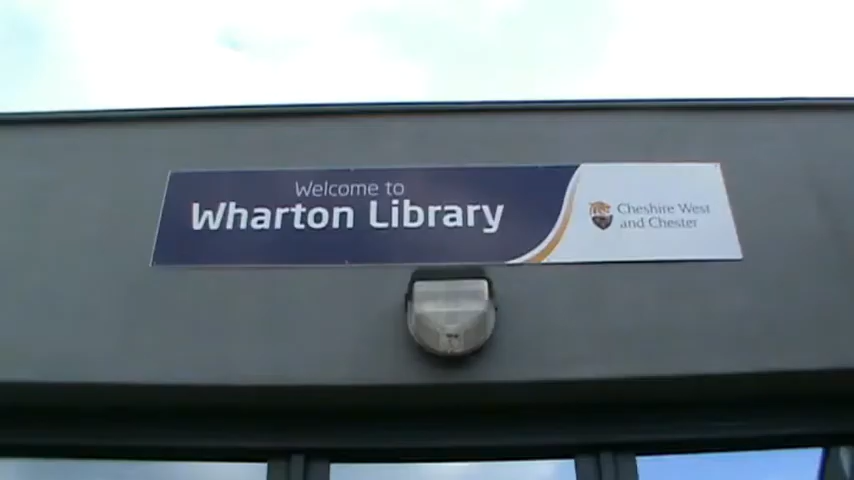 Welcome to
Wharton Library
Cheshire West
and Chester